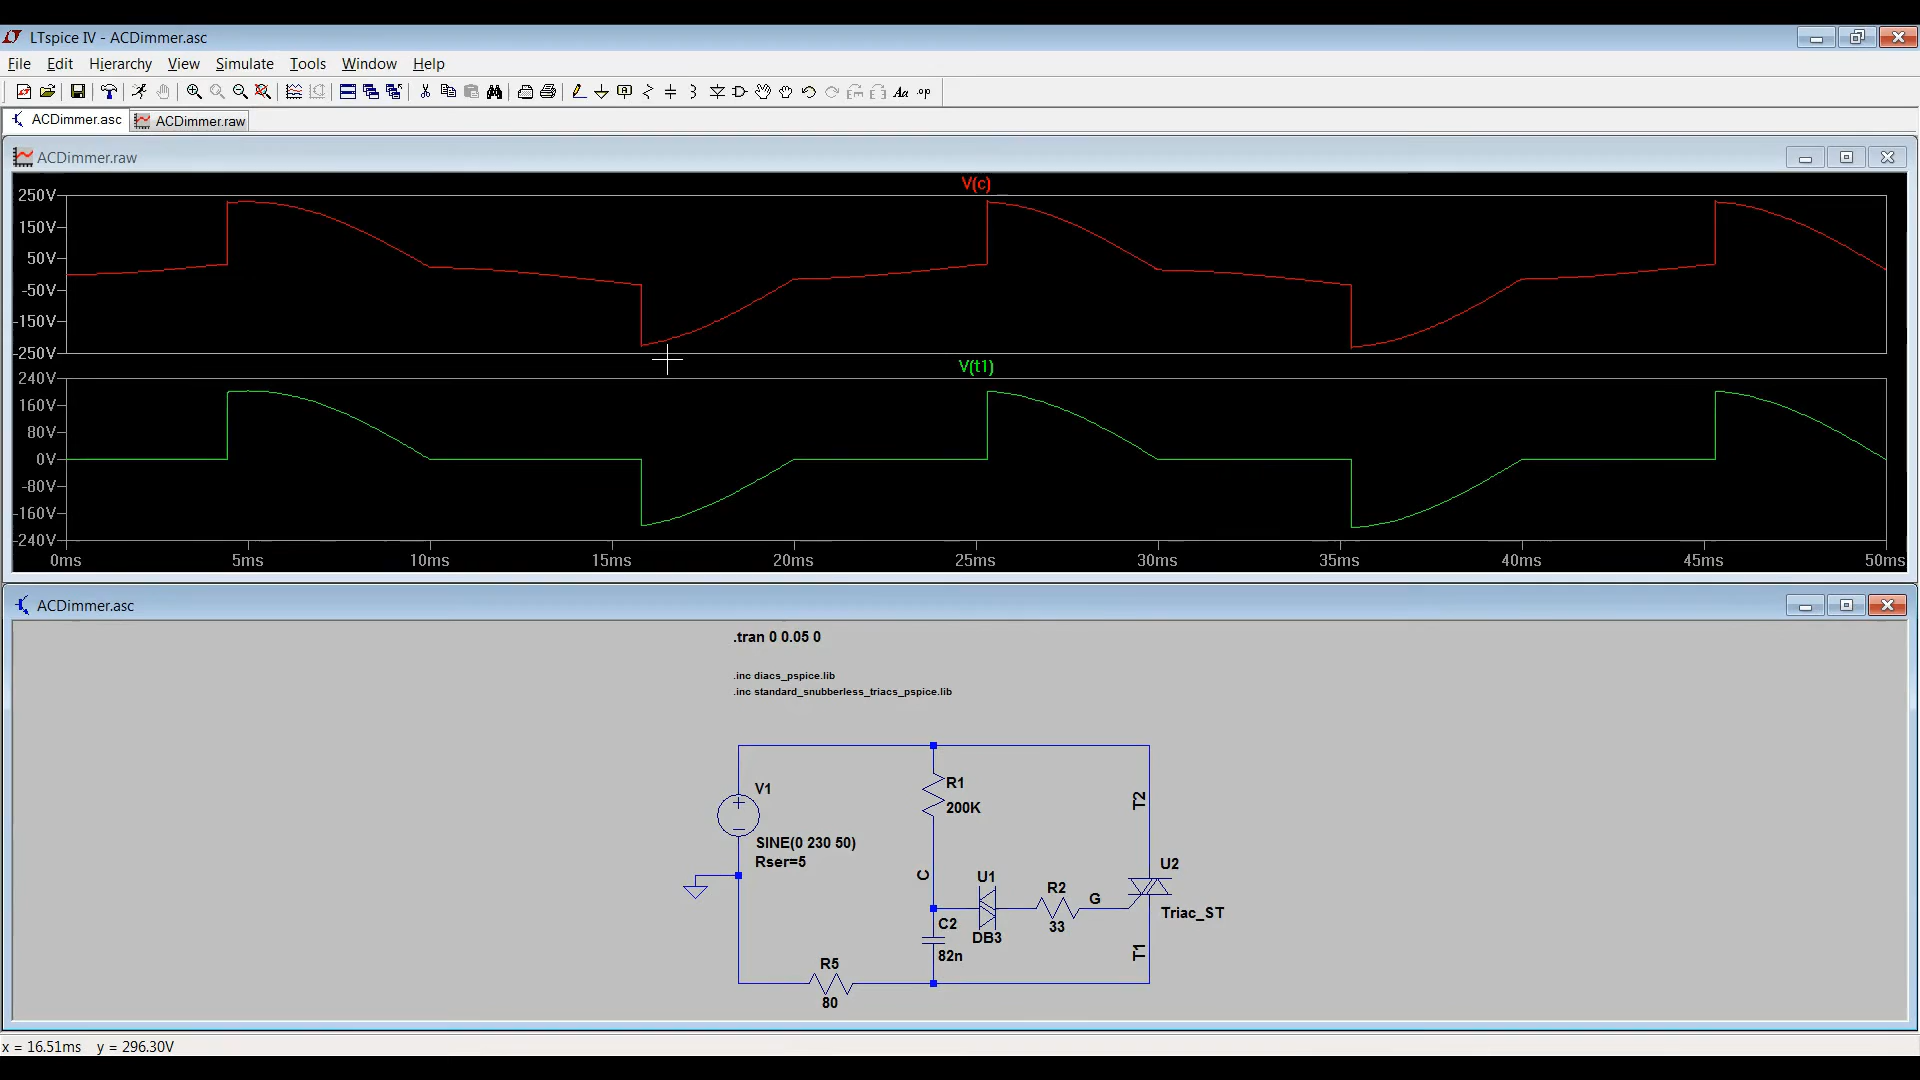 LTspice IV - ACDimmer.asc
File Edit Hierarchy View Simulate Tools Window Help
Aa .op
ACDimmer.asc ACDimmer.raw
ACDimmer.raw
V(c)
250V
150V
50V
-50V
-150V
-250V
V(t1)
240V
160V
80V
0V
-80V
-160V
-240V
0ms 5ms 10ms 15ms 20ms 25ms 30ms 35ms 40ms 45ms 50ms
ACDimmer.asc
.tran 0 0.05 0
.inc diacs_pspice.lib
.inc standard_snubberless_triacs_pspice.lib
V1
SINE(0 230 50)
Rser=5
R1
200K
T2
C
U1
DB3
R2
33
G
U2
Triac_ST
C2
82n
T1
R5
80
x = 16.51ms y = 296.30V